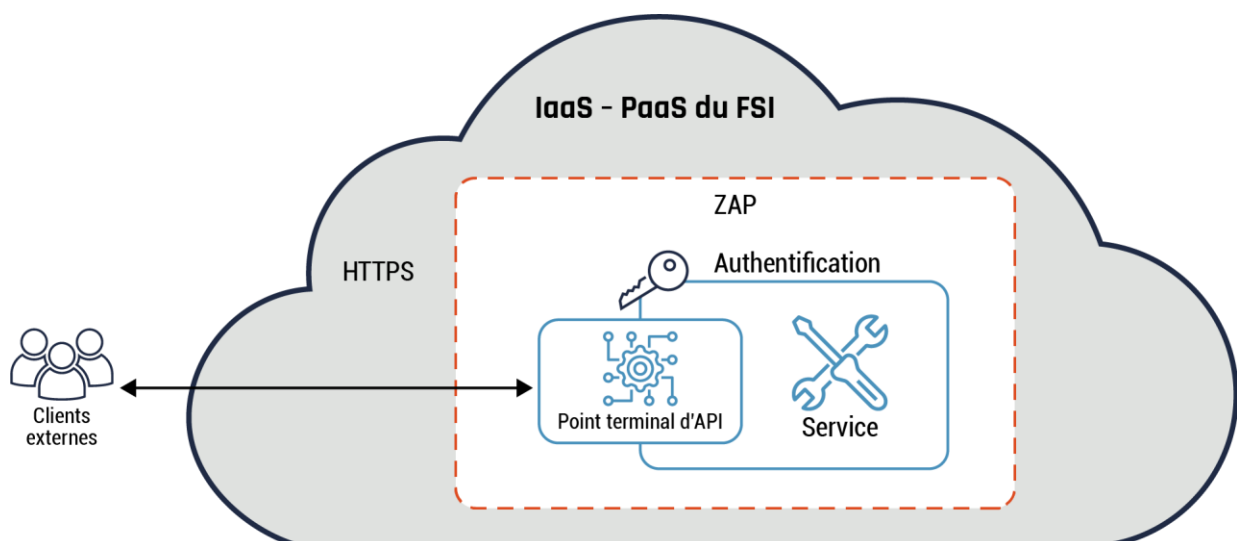 IaaS – PaaS du FSI
ZAP
HTTPS
Authentification
Point terminal d'API
Service
Clients
externes